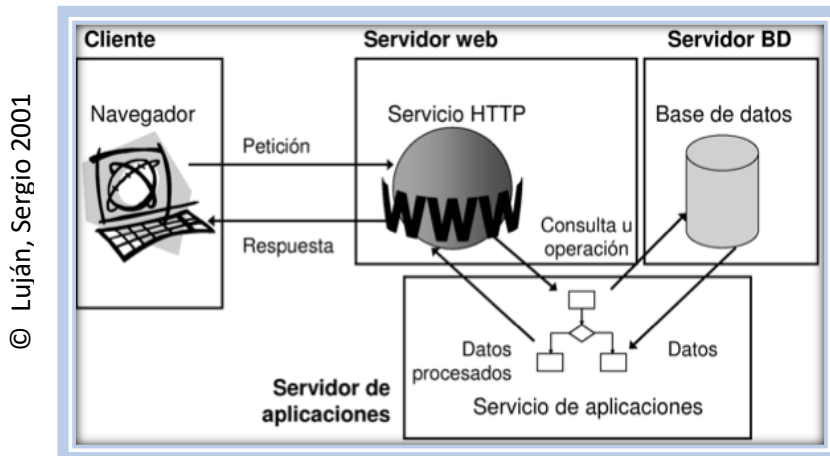 © Luján, Sergio 2001
Cliente
Servidor web
Servidor BD
Navegador
Servicio HTTP
Base de datos
Petición
WWW
Respuesta
Consulta u
operación
Datos
procesados
Datos
Servidor de
aplicaciones
Servicio de aplicaciones